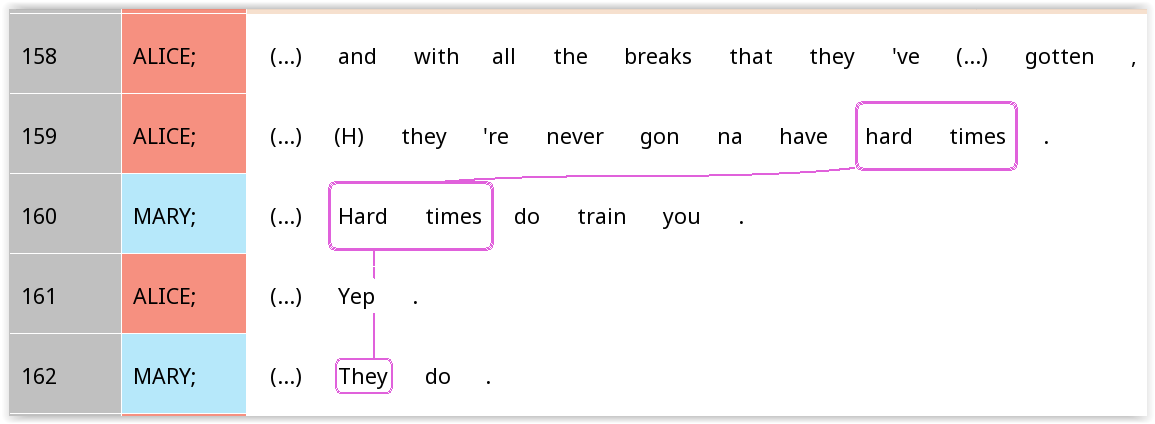 158 ALICE; (...) and with all the breaks that they 've (...) gotten ,
159 ALICE; (...) (H) they 're never gon na have hard times .
160 MARY; (...) Hard times do train you .
161 ALICE; (...) Yep .
162 MARY; (...) They do .